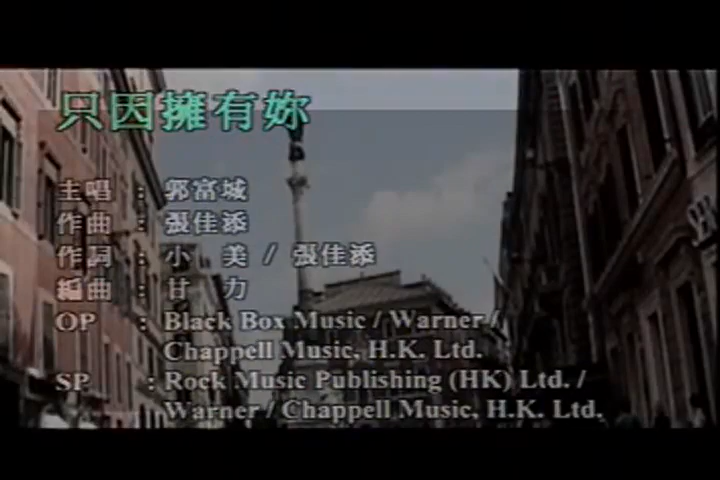 只因擁有妳
主唱 : 郭富城
作曲 : 張佳添
作詞 : 小 美 / 張佳添
編曲 : 甘 力
OP : Black Box Music / Warner /
Chappell Music, H.K. Ltd.
SP : Rock Music Publishing (HK) Ltd. /
Warner / Chappell Music, H.K. Ltd.